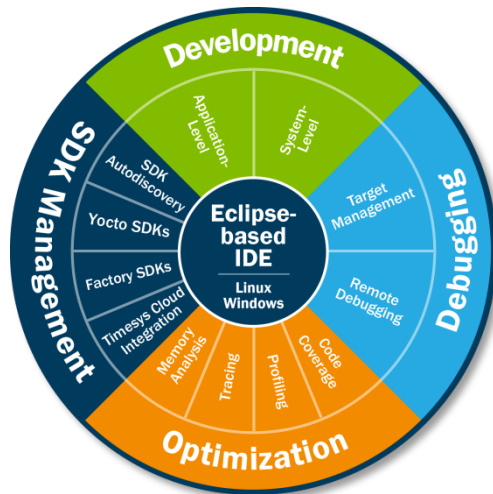 Development
Application-
Level
System-
Level
Debugging
Target
Management
Remote
Debugging
Optimization
Code
Coverage
Profiling
Tracing
Memory
Analysis
SDK Management
Timesys Cloud
Integration
Factory SDKs
Yocto SDKs
SDK
Autodiscovery
Eclipse-
based
IDE
Linux
Windows